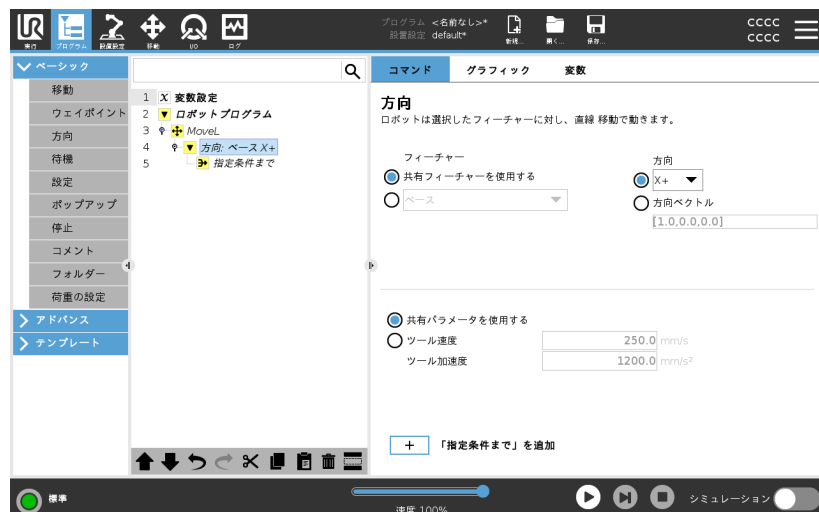 UR
実行
プログラム
設置設定
移動
I/O
ログ
プログラム <名前なし>*
設置設定 default*
新規...
開く...
保存...
CCCC
CCCC
ベーシック
移動
ウェイポイント
方向
待機
設定
ポップアップ
停止
コメント
フォルダー
荷重の設定
アドバンス
テンプレート
1 X 変数設定
2 ロボットプログラム
3 MoveL
4 方向: ベース X+
5 指定条件まで
コマンド グラフィック 変数
方向
ロボットは選択したフィーチャーに対し、直線 移動で動きます。
フィーチャー
共有フィーチャーを使用する
ベース
方向
X+
方向ベクトル
[1.0,0.0,0.0]
共有パラメータを使用する
ツール速度 250.0 mm/s
ツール加速度 1200.0 mm/s²
+ 「指定条件まで」を追加
標準
速度 100%
シミュレーション